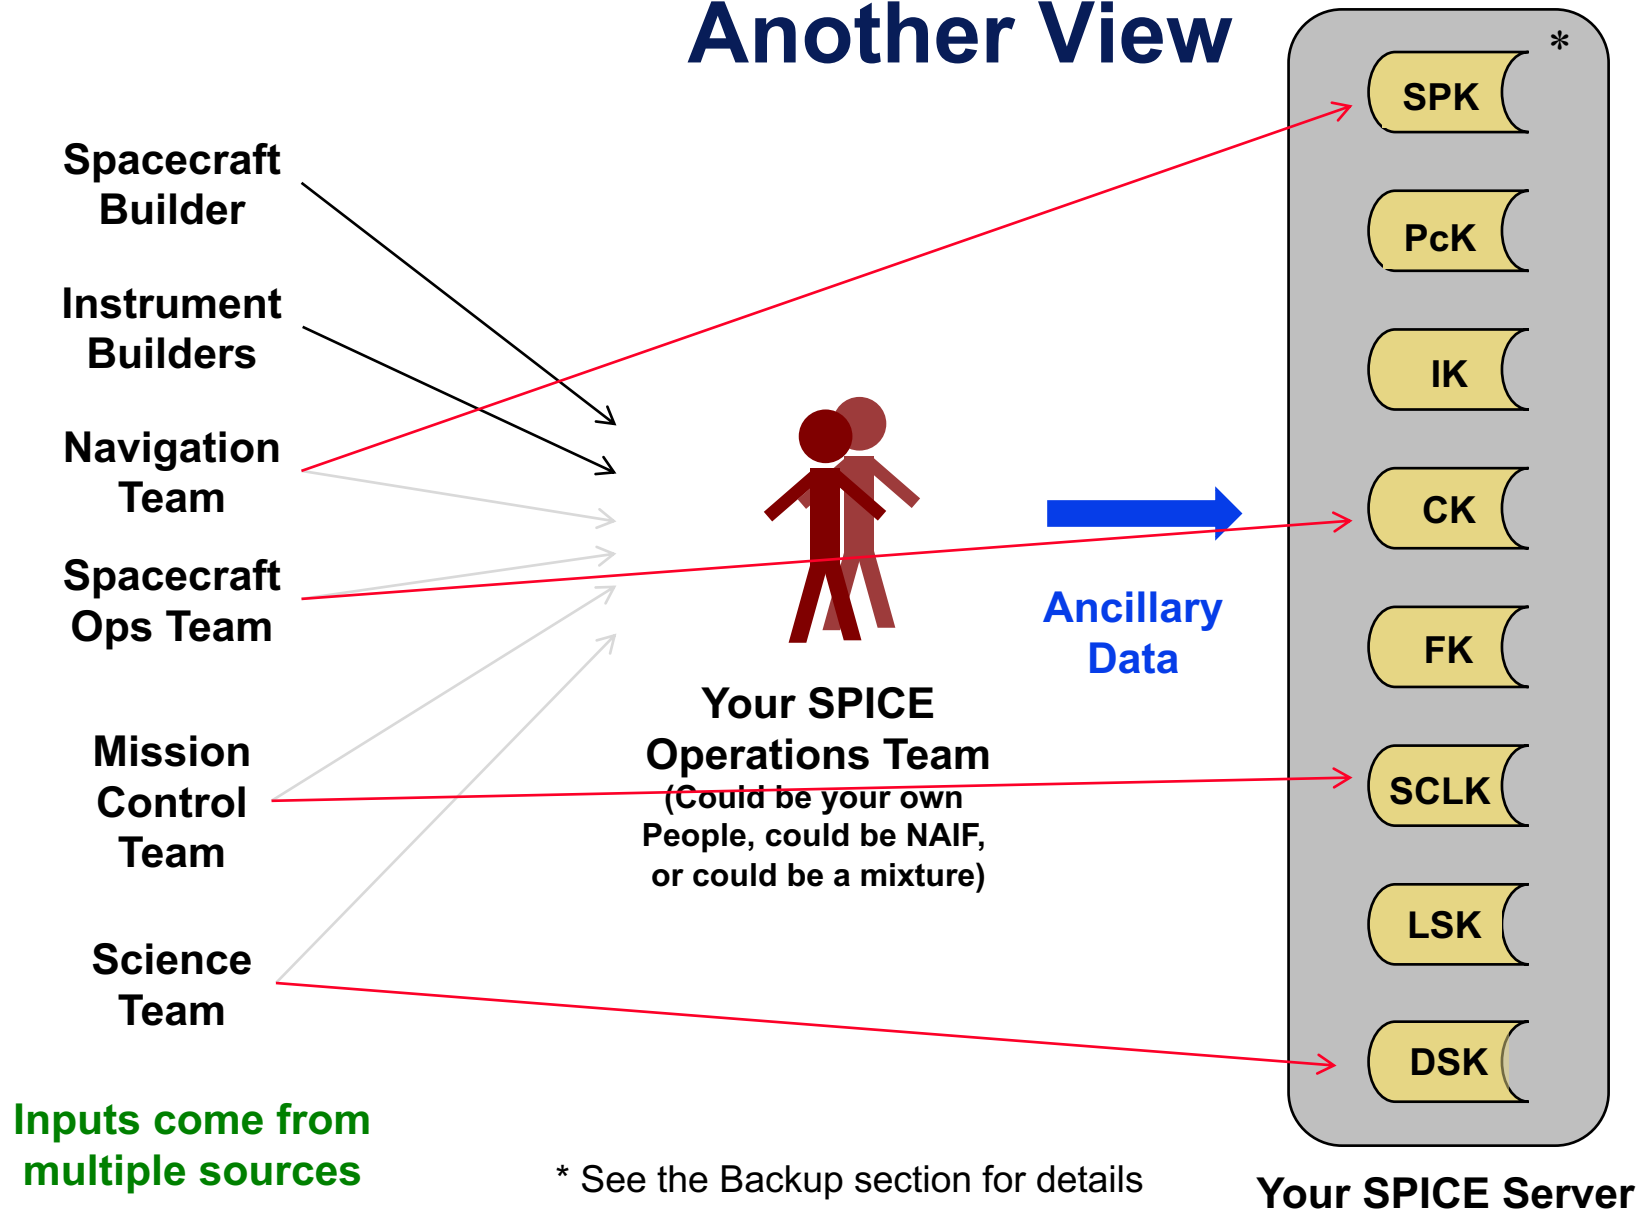 Another View
Spacecraft
Builder
Instrument
Builders
Navigation
Team
Spacecraft
Ops Team
Mission
Control
Team
Science
Team
Inputs come from
multiple sources
Your SPICE
Operations Team
(Could be your own
People, could be NAIF,
or could be a mixture)
Ancillary
Data
*
SPK
PcK
IK
CK
FK
SCLK
LSK
DSK
Your SPICE Server
* See the Backup section for details